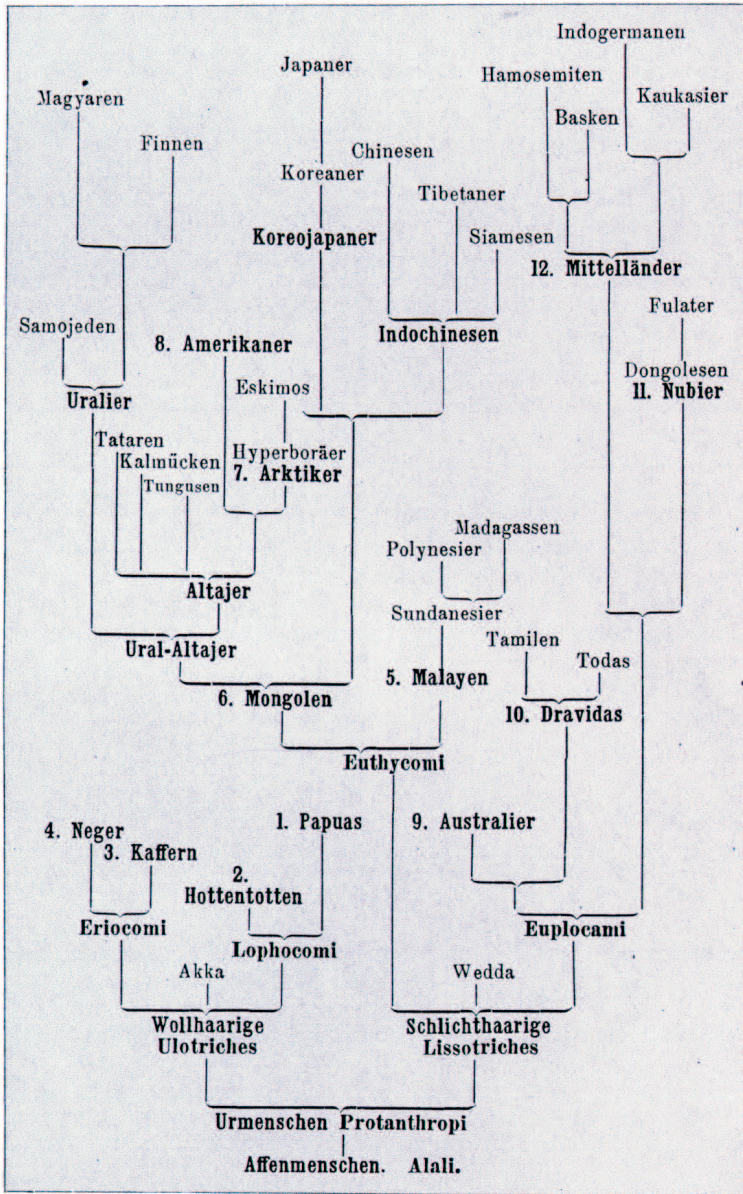 Indogermanen
Japaner
Hamosemiten
Magyaren
Kaukasier
Basken
Finnen
Chinesen
Koreaner
Tibetaner
Koreojapaner
Siamesen
12. Mittelländer
Fulater
Samojeden
8. Amerikaner
Indochinesen
Dongolesen
Eskimos
11. Nubier
Uralier
Tataren
Hyperboräer
Kalmücken
7. Arktiker
Tungusen
Madagassen
Polynesier
Altajer
Sundanesier
Tamilen
Ural-Altajer
Todas
5. Malayen
6. Mongolen
10. Dravidas
Euthycomi
4. Neger
1. Papuas
9. Australier
3. Kaffern
2.
Hottentotten
Eriocomi
Euplocami
Lophocomi
Akka
Wedda
Wollhaarige
Schlichthaarige
Ulotriches
Lissotriches
Urmenschen Protanthropi
Affenmenschen. Alali.